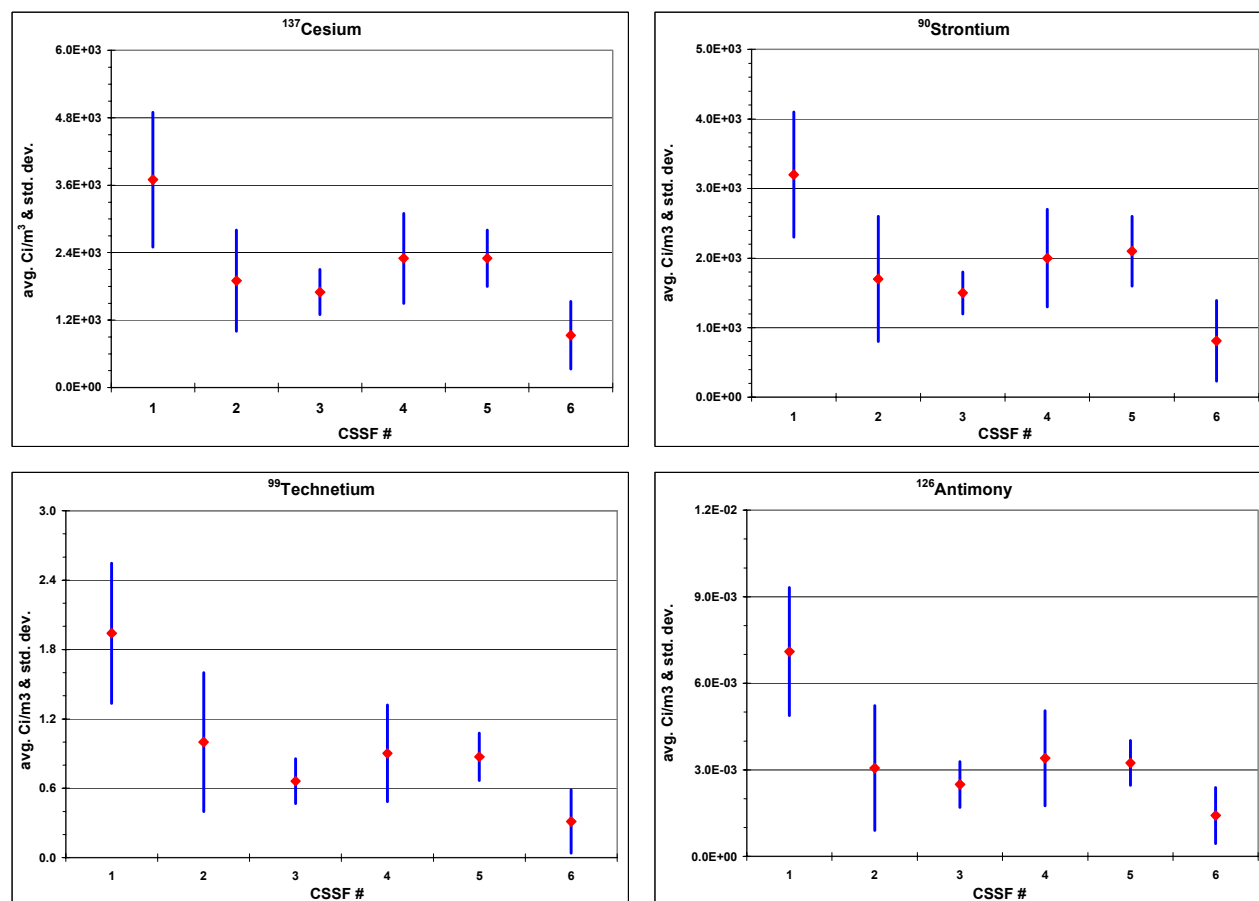 ¹³⁷Cesium
avg. Ci/m³ & std. dev.
6.0E+03
4.8E+03
3.6E+03
2.4E+03
1.2E+03
0.0E+00
1 2 3 4 5 6
CSSF #
⁹⁰Strontium
avg. Ci/m3 & std. dev.
5.0E+03
4.0E+03
3.0E+03
2.0E+03
1.0E+03
0.0E+00
1 2 3 4 5 6
CSSF #
⁹⁹Technetium
avg. Ci/m3 & std. dev.
3.0
2.4
1.8
1.2
0.6
0.0
1 2 3 4 5 6
CSSF #
¹²⁶Antimony
avg. Ci/m3 & std. dev.
1.2E-02
9.0E-03
6.0E-03
3.0E-03
0.0E+00
1 2 3 4 5 6
CSSF #